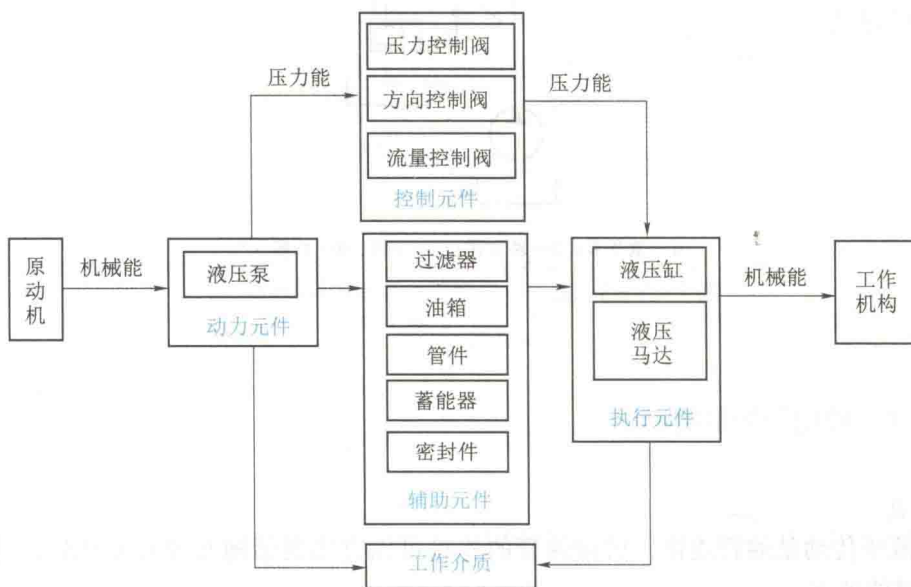 压力控制阀
压力能
方向控制阀
压力能
流量控制阀
控制元件
原动机
机械能
液压泵
动力元件
过滤器
油箱
管件
蓄能器
密封件
辅助元件
液压缸
液压
马达
执行元件
机械能
工作
机构
工作介质